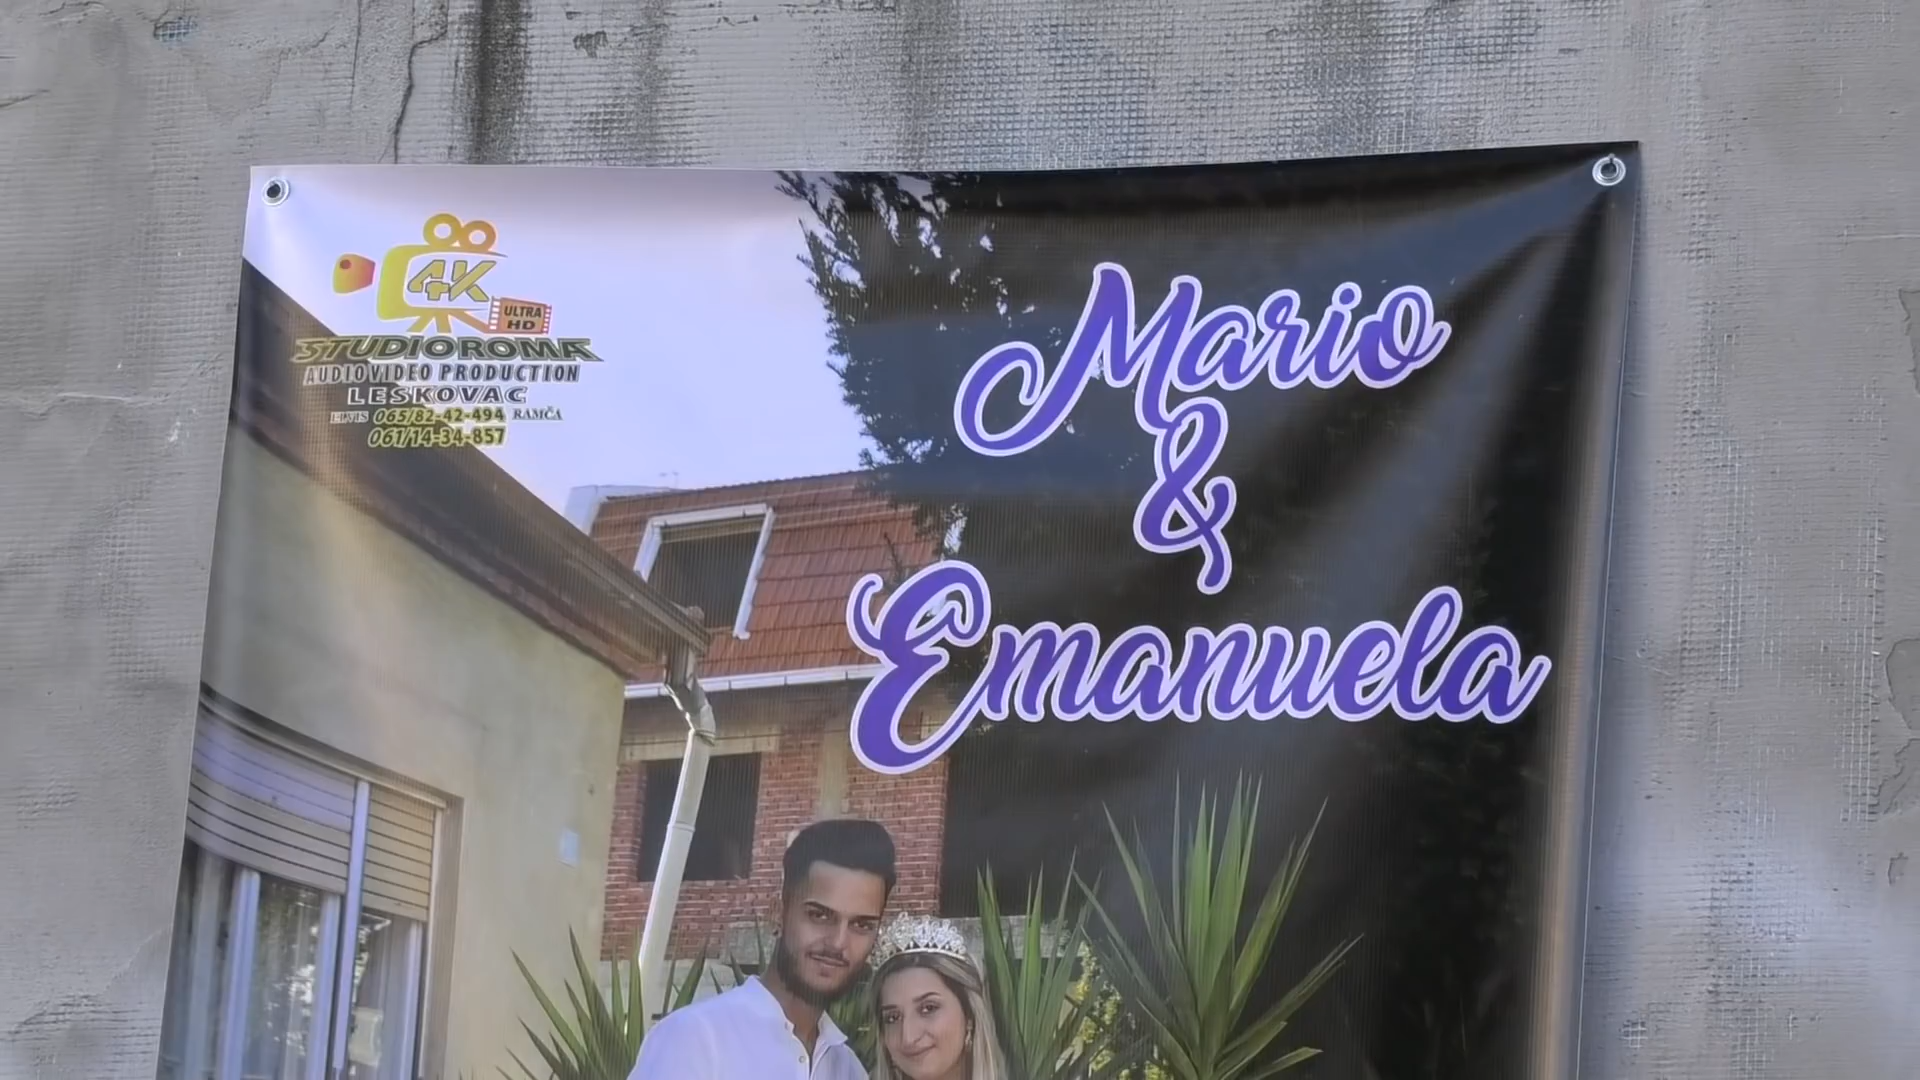 4K
ULTRA
HD
STUDIOROMA
AUDIOVIDEO PRODUCTION
LESKOVAC
ELVIS 065/82-42-494 RAMČA
061/14-34-857
Mario
&
Emanuela